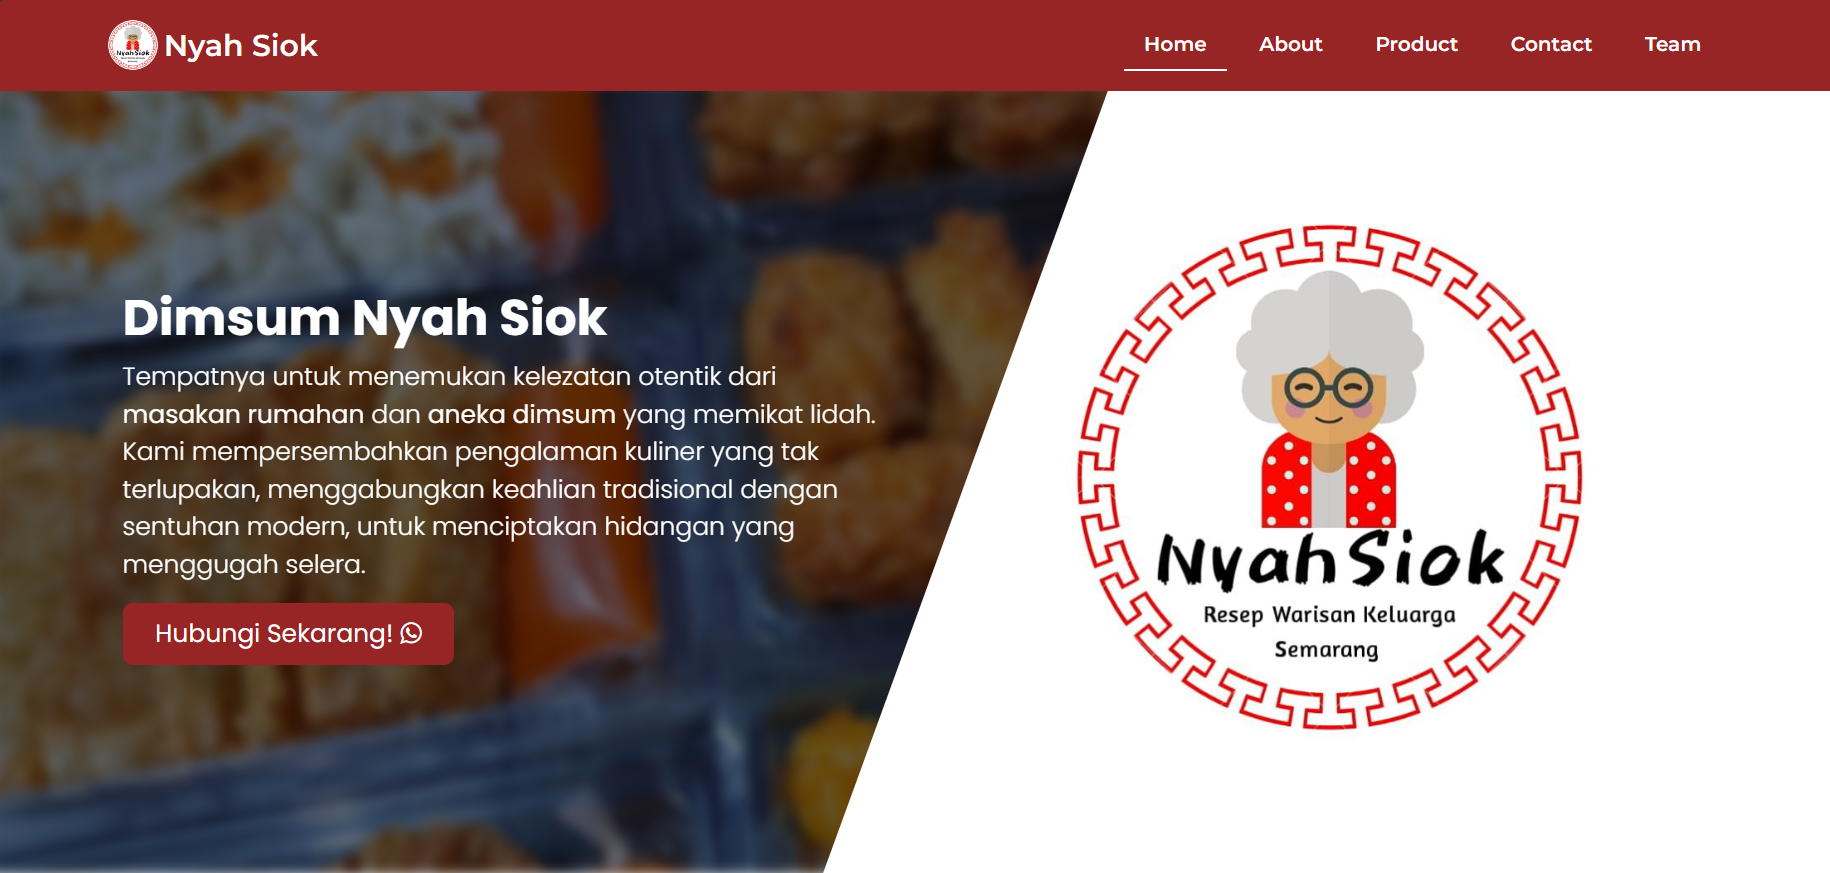 Nyah Siok
Home
About
Product
Contact
Team
Dimsum Nyah Siok
Tempatnya untuk menemukan kelezatan otentik dari
masakan rumahan dan aneka dimsum yang memikat lidah.
Kami mempersembahkan pengalaman kuliner yang tak
terlupakan, menggabungkan keahlian tradisional dengan
sentuhan modern, untuk menciptakan hidangan yang
menggugah selera.
Hubungi Sekarang!
NyahSiok
Resep Warisan Keluarga
Semarang